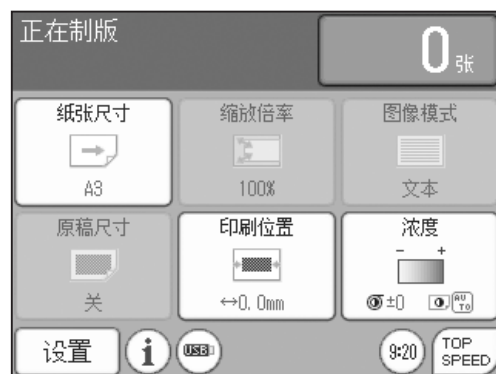 正在制版
0张
纸张尺寸
A3
缩放倍率
100%
图像模式
文本
原稿尺寸
关
印刷位置
↔0.0mm
浓度
- +
±0 AUTO
设置
i
USB
9:20
TOP
SPEED